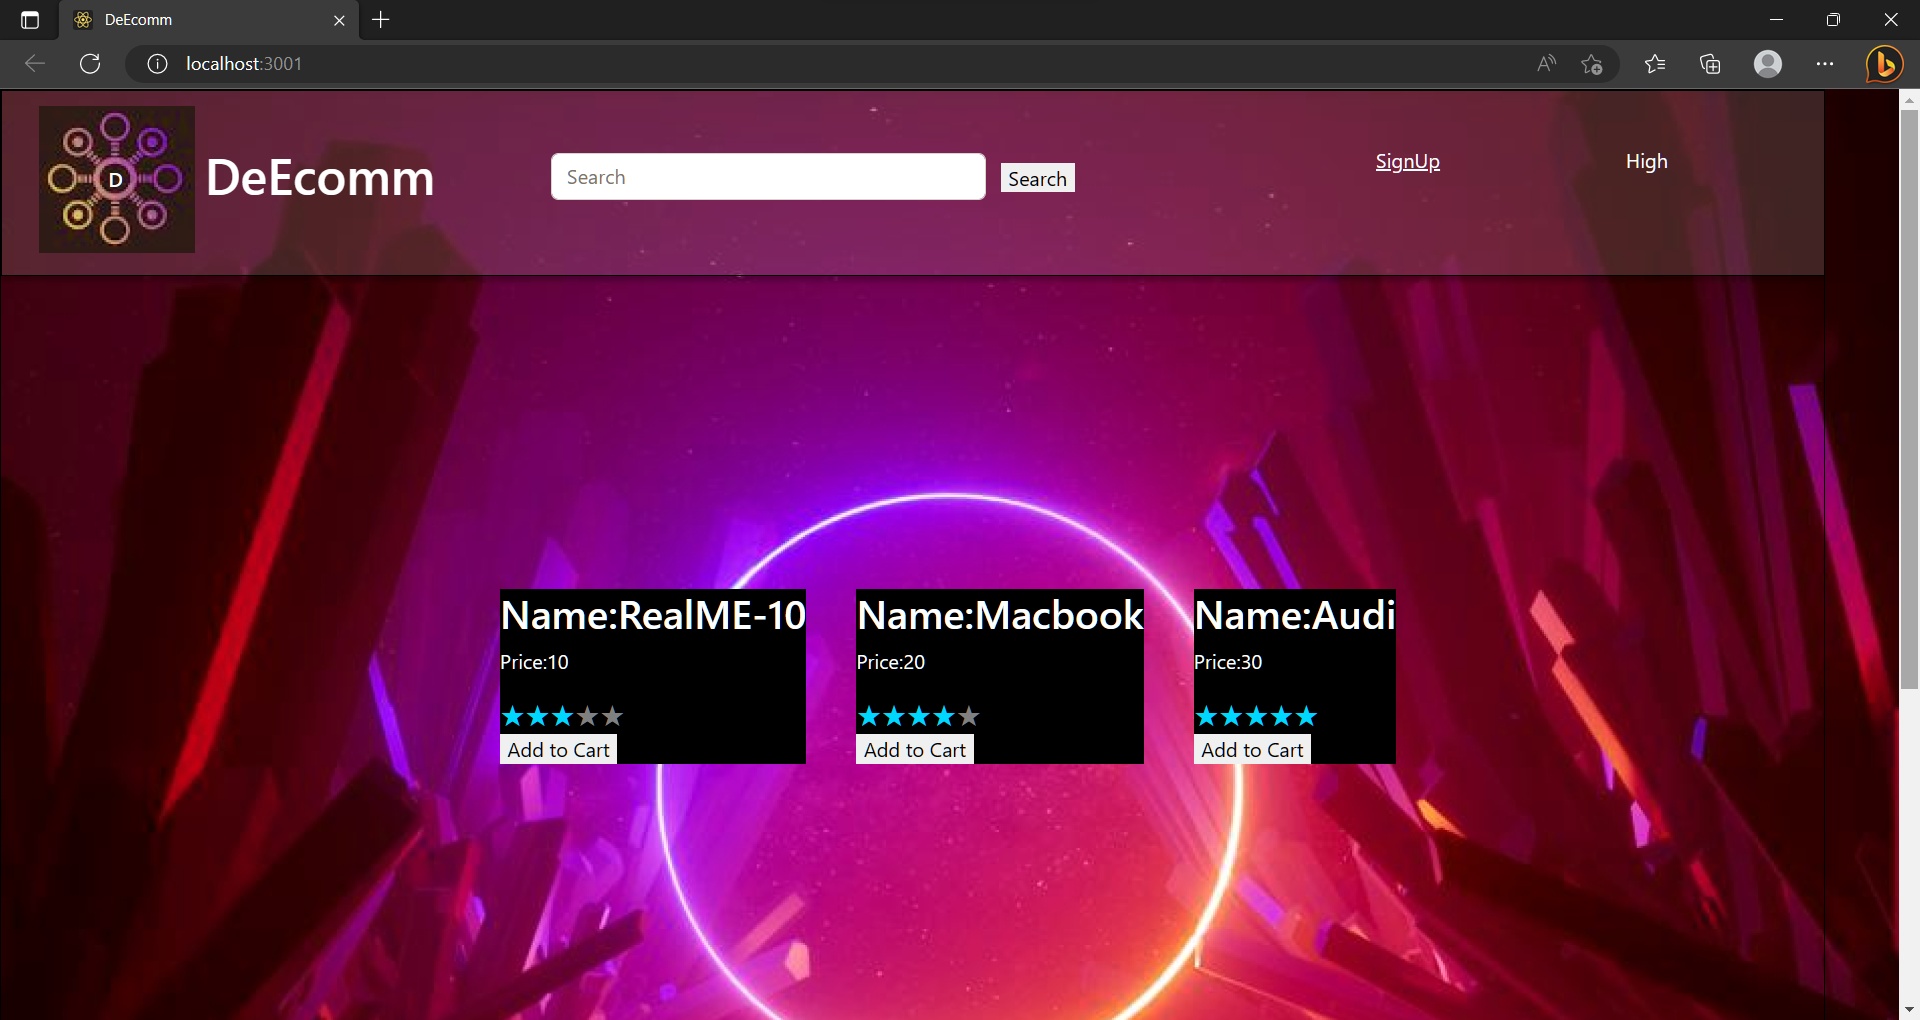 DeEcomm
localhost:3001
D
DeEcomm
Search
Search
SignUp
High
Name:RealME-10
Price:10
Add to Cart
Name:Macbook
Price:20
Add to Cart
Name:Audi
Price:30
Add to Cart